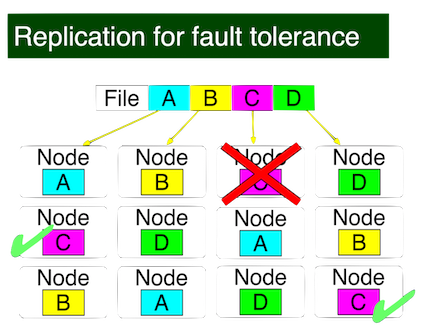 Replication for fault tolerance
File A B C D
Node Node Node Node
A B C D
Node Node Node Node
C D A B
Node Node Node Node
B A D C